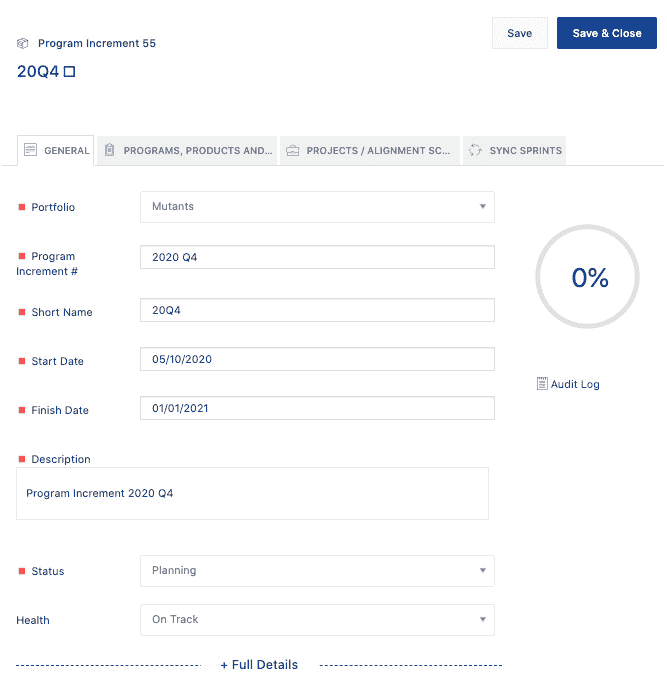 Program Increment 55
Save
Save & Close
20Q4
GENERAL
PROGRAMS, PRODUCTS AND...
PROJECTS / ALIGNMENT SC...
SYNC SPRINTS
Portfolio
Mutants
Program
Increment #
2020 Q4
Short Name
20Q4
Start Date
05/10/2020
Finish Date
01/01/2021
0%
Audit Log
Description
Program Increment 2020 Q4
Status
Planning
Health
On Track
+ Full Details